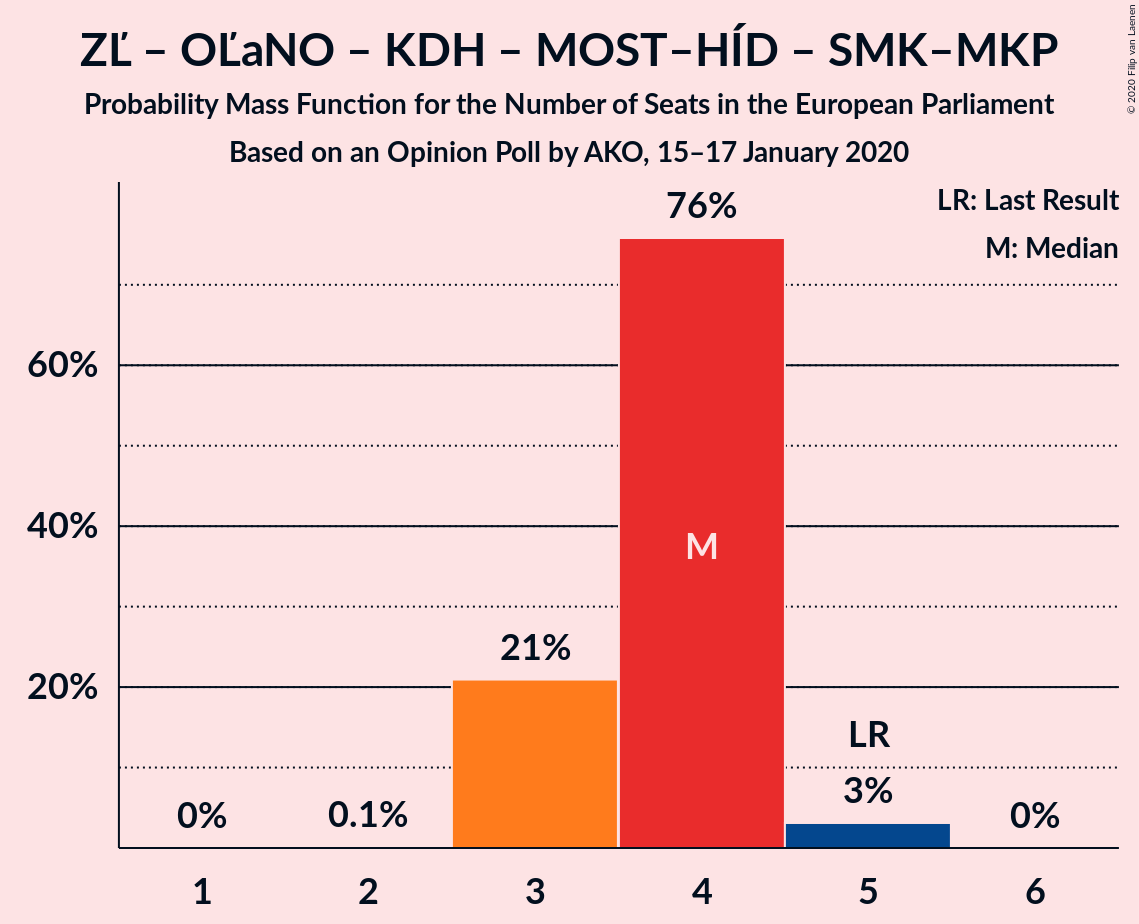 ZĽ – OĽaNO – KDH – MOST–HÍD – SMK–MKP
Probability Mass Function for the Number of Seats in the European Parliament
Based on an Opinion Poll by AKO, 15–17 January 2020
© 2020 Filip van Laenen
LR: Last Result
M: Median
76%
60%
40%
M
21%
20%
LR
3%
0%
0.1%
0%
1
2
3
4
5
6